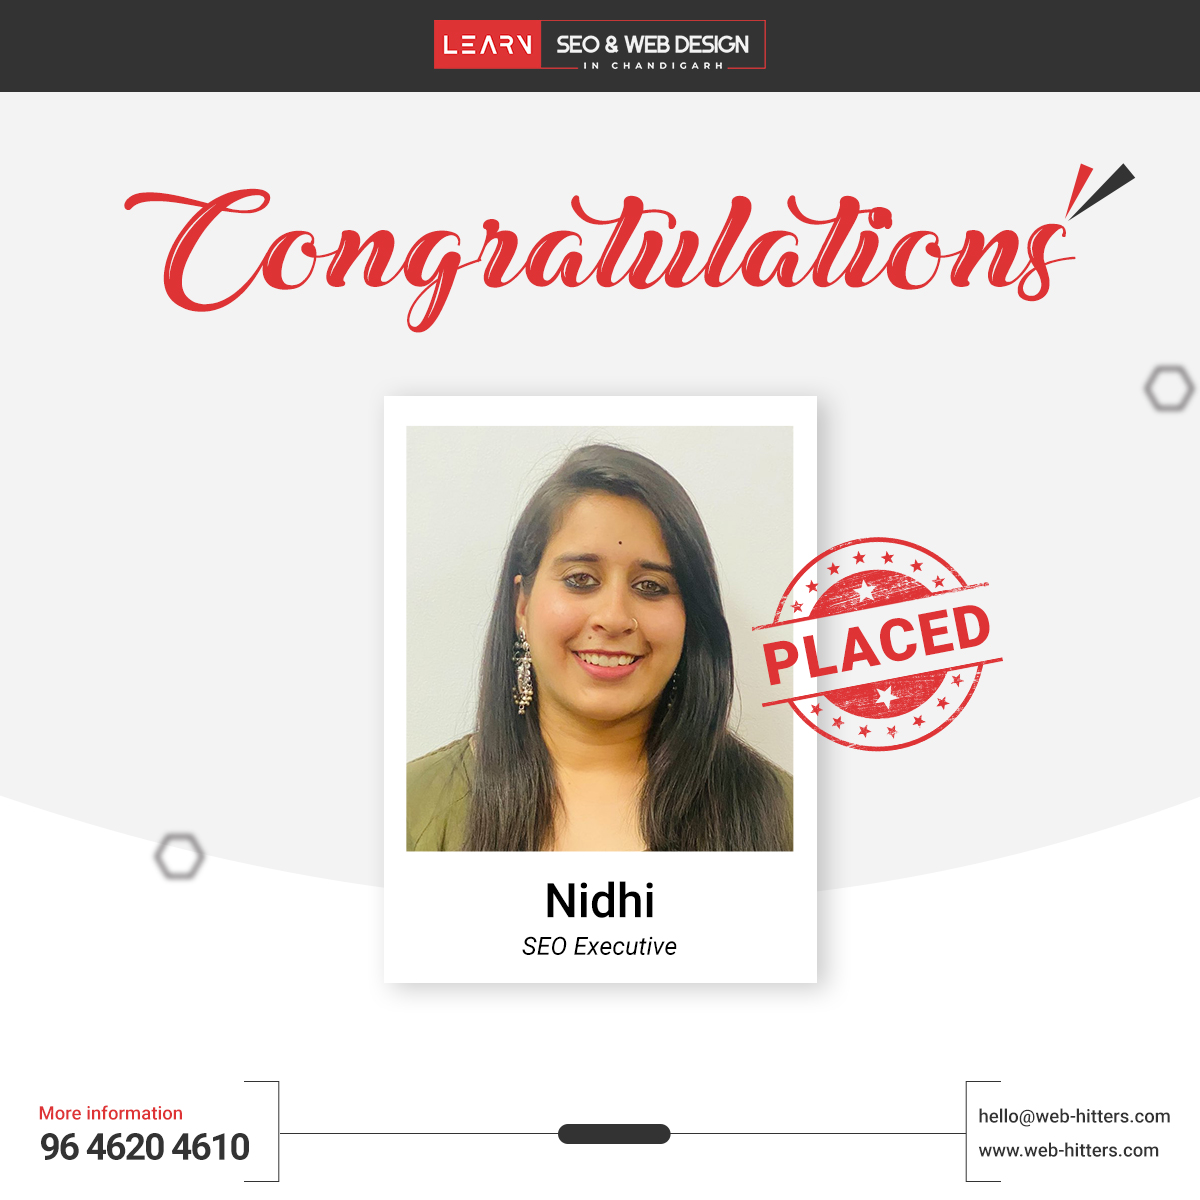 LEARN SEO & WEB DESIGN
IN CHANDIGARH
Congratulations
PLACED
Nidhi
SEO Executive
More information
96 4620 4610
hello@web-hitters.com
www.web-hitters.com